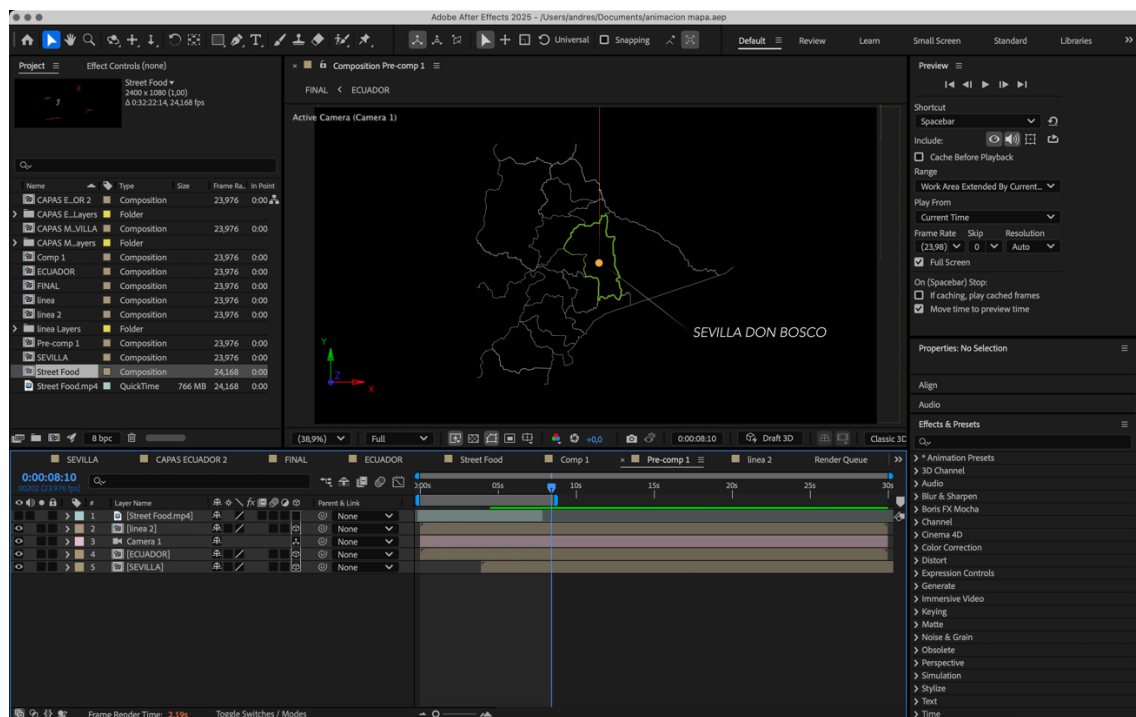 Adobe After Effects 2025 - /Users/andres/Documents/animacion mapa.aep
Universal Snapping Default Review Learn Small Screen Standard Libraries
Project Effect Controls (none)
Street Food
2400 x 1080 (1,00)
Δ 0:32:22:14, 24,168 fps
Name Type Size Frame Ra.. In Point
CAPAS E...OR 2 Composition 23,976 0:00
CAPAS E...Layers Folder
CAPAS M...VILLA Composition 23,976 0:00
CAPAS M...ayers Folder
Comp 1 Composition 23,976 0:00
ECUADOR Composition 23,976 0:00
FINAL Composition 23,976 0:00
linea Composition 23,976 0:00
linea 2 Composition 23,976 0:00
linea Layers Folder
Pre-comp 1 Composition 23,976 0:00
SEVILLA Composition 23,976 0:00
Street Food Composition 24,168 0:00
Street Food.mp4 QuickTime 766 MB 24,168 0:00
8 bpc
Composition Pre-comp 1
FINAL < ECUADOR
Active Camera (Camera 1)
SEVILLA DON BOSCO
Y
Z
X
(38,9%) Full +0,0 0:00:08:10 Draft 3D Classic 3D
Preview
Shortcut
Spacebar
Include:
Cache Before Playback
Range
Work Area Extended By Current...
Play From
Current Time
Frame Rate Skip Resolution
(23,98) 0 Auto
Full Screen
On (Spacebar) Stop:
If caching, play cached frames
Move time to preview time
Properties: No Selection
Align
Audio
Effects & Presets
* Animation Presets
3D Channel
Audio
Blur & Sharpen
Boris FX Mocha
Channel
Cinema 4D
Color Correction
Distort
Expression Controls
Generate
Immersive Video
Keying
Matte
Noise & Grain
Obsolete
Perspective
Simulation
Stylize
Text
Time
SEVILLA CAPAS ECUADOR 2 FINAL ECUADOR Street Food Comp 1 Pre-comp 1 linea 2 Render Queue
0:00:08:10
00202 (23.976 fps)
# Layer Name Parent & Link
1 [Street Food.mp4] None
2 [linea 2] None
3 Camera 1 None
4 [ECUADOR] None
5 [SEVILLA] None
05s 10s 15s 20s 25s 30s
Frame Render Time: 2,19s Toggle Switches / Modes